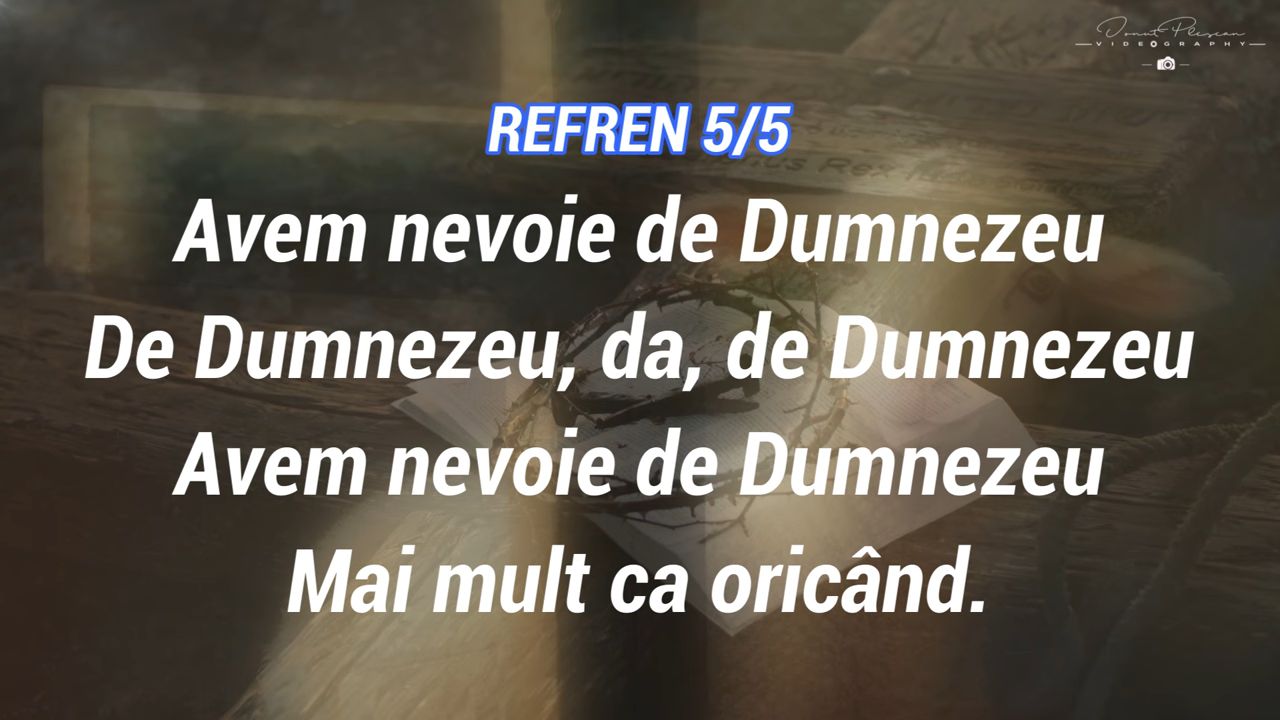 VIDEOGRAPHY
REFREN 5/5
Avem nevoie de Dumnezeu
De Dumnezeu, da, de Dumnezeu
Avem nevoie de Dumnezeu
Mai mult ca oricând.